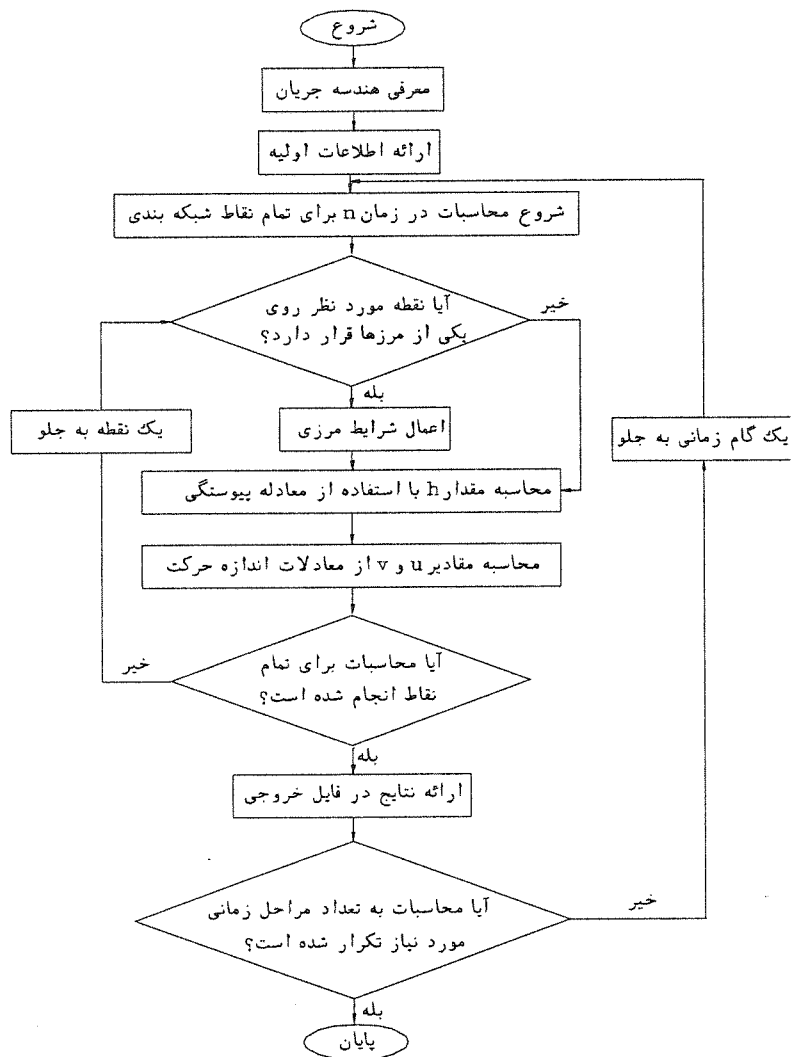 شروع
معرفی هندسه جریان
ارائه اطلاعات اولیه
شروع محاسبات در زمان n برای تمام نقاط شبکه بندی
آیا نقطه مورد نظر روی
یکی از مرزها قرار دارد؟
خیر
بله
اعمال شرایط مرزی
یک نقطه به جلو
یک گام زمانی به جلو
محاسبه مقدار h با استفاده از معادله پیوستگی
محاسبه مقادیر u و v از معادلات اندازه حرکت
آیا محاسبات برای تمام
نقاط انجام شده است؟
خیر
بله
ارائه نتایج در فایل خروجی
آیا محاسبات به تعداد مراحل زمانی
مورد نیاز تکرار شده است؟
خیر
بله
پایان